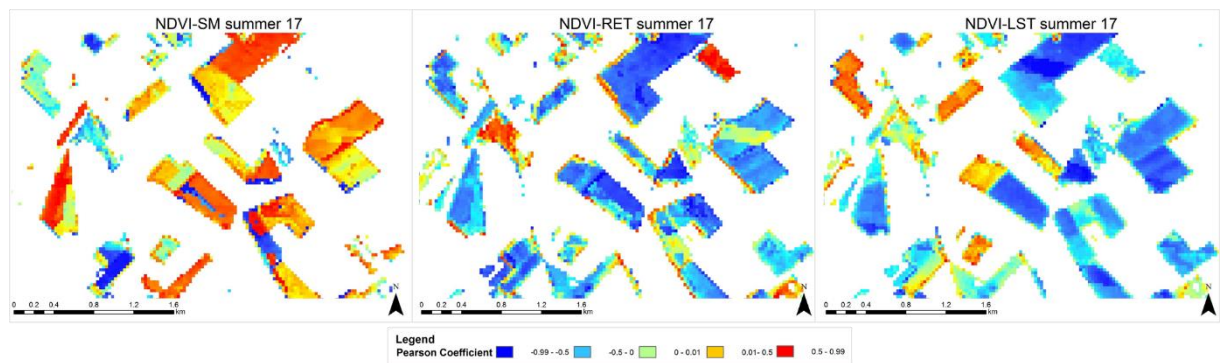 NDVI-SM summer 17
NDVI-RET summer 17
NDVI-LST summer 17
0 0.2 0.4 0.8 1.2 1.6
km
N
0 0.2 0.4 0.8 1.2 1.6
km
N
0 0.2 0.4 0.8 1.2 1.6
km
N
Legend
Pearson Coefficient -0.99 - -0.5 -0.5 - 0 0 - 0.01 0.01- 0.5 0.5 - 0.99